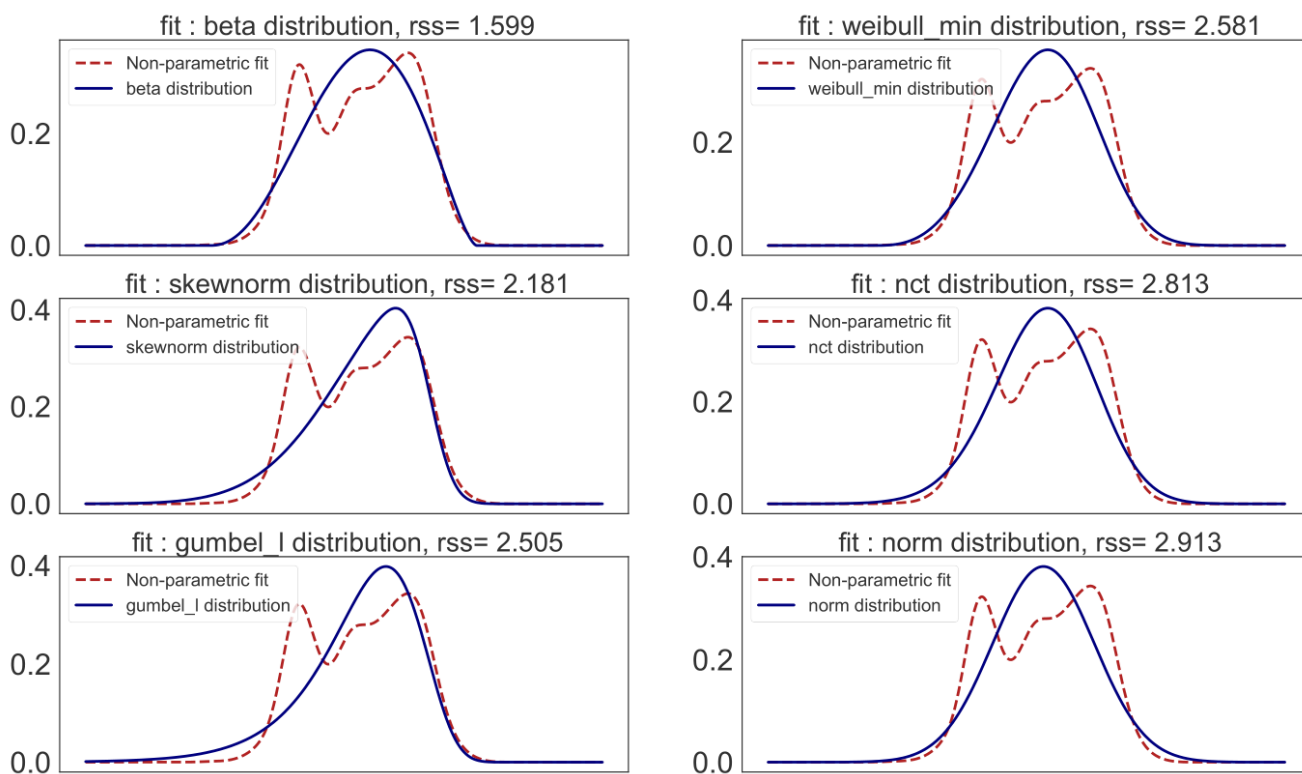 fit : beta distribution, rss= 1.599
Non-parametric fit
beta distribution
0.2
0.0
fit : weibull_min distribution, rss= 2.581
Non-parametric fit
weibull_min distribution
0.2
0.0
fit : skewnorm distribution, rss= 2.181
0.4
Non-parametric fit
skewnorm distribution
0.2
0.0
fit : nct distribution, rss= 2.813
0.4
Non-parametric fit
nct distribution
0.2
0.0
fit : gumbel_l distribution, rss= 2.505
0.4
Non-parametric fit
gumbel_l distribution
0.2
0.0
fit : norm distribution, rss= 2.913
0.4
Non-parametric fit
norm distribution
0.2
0.0